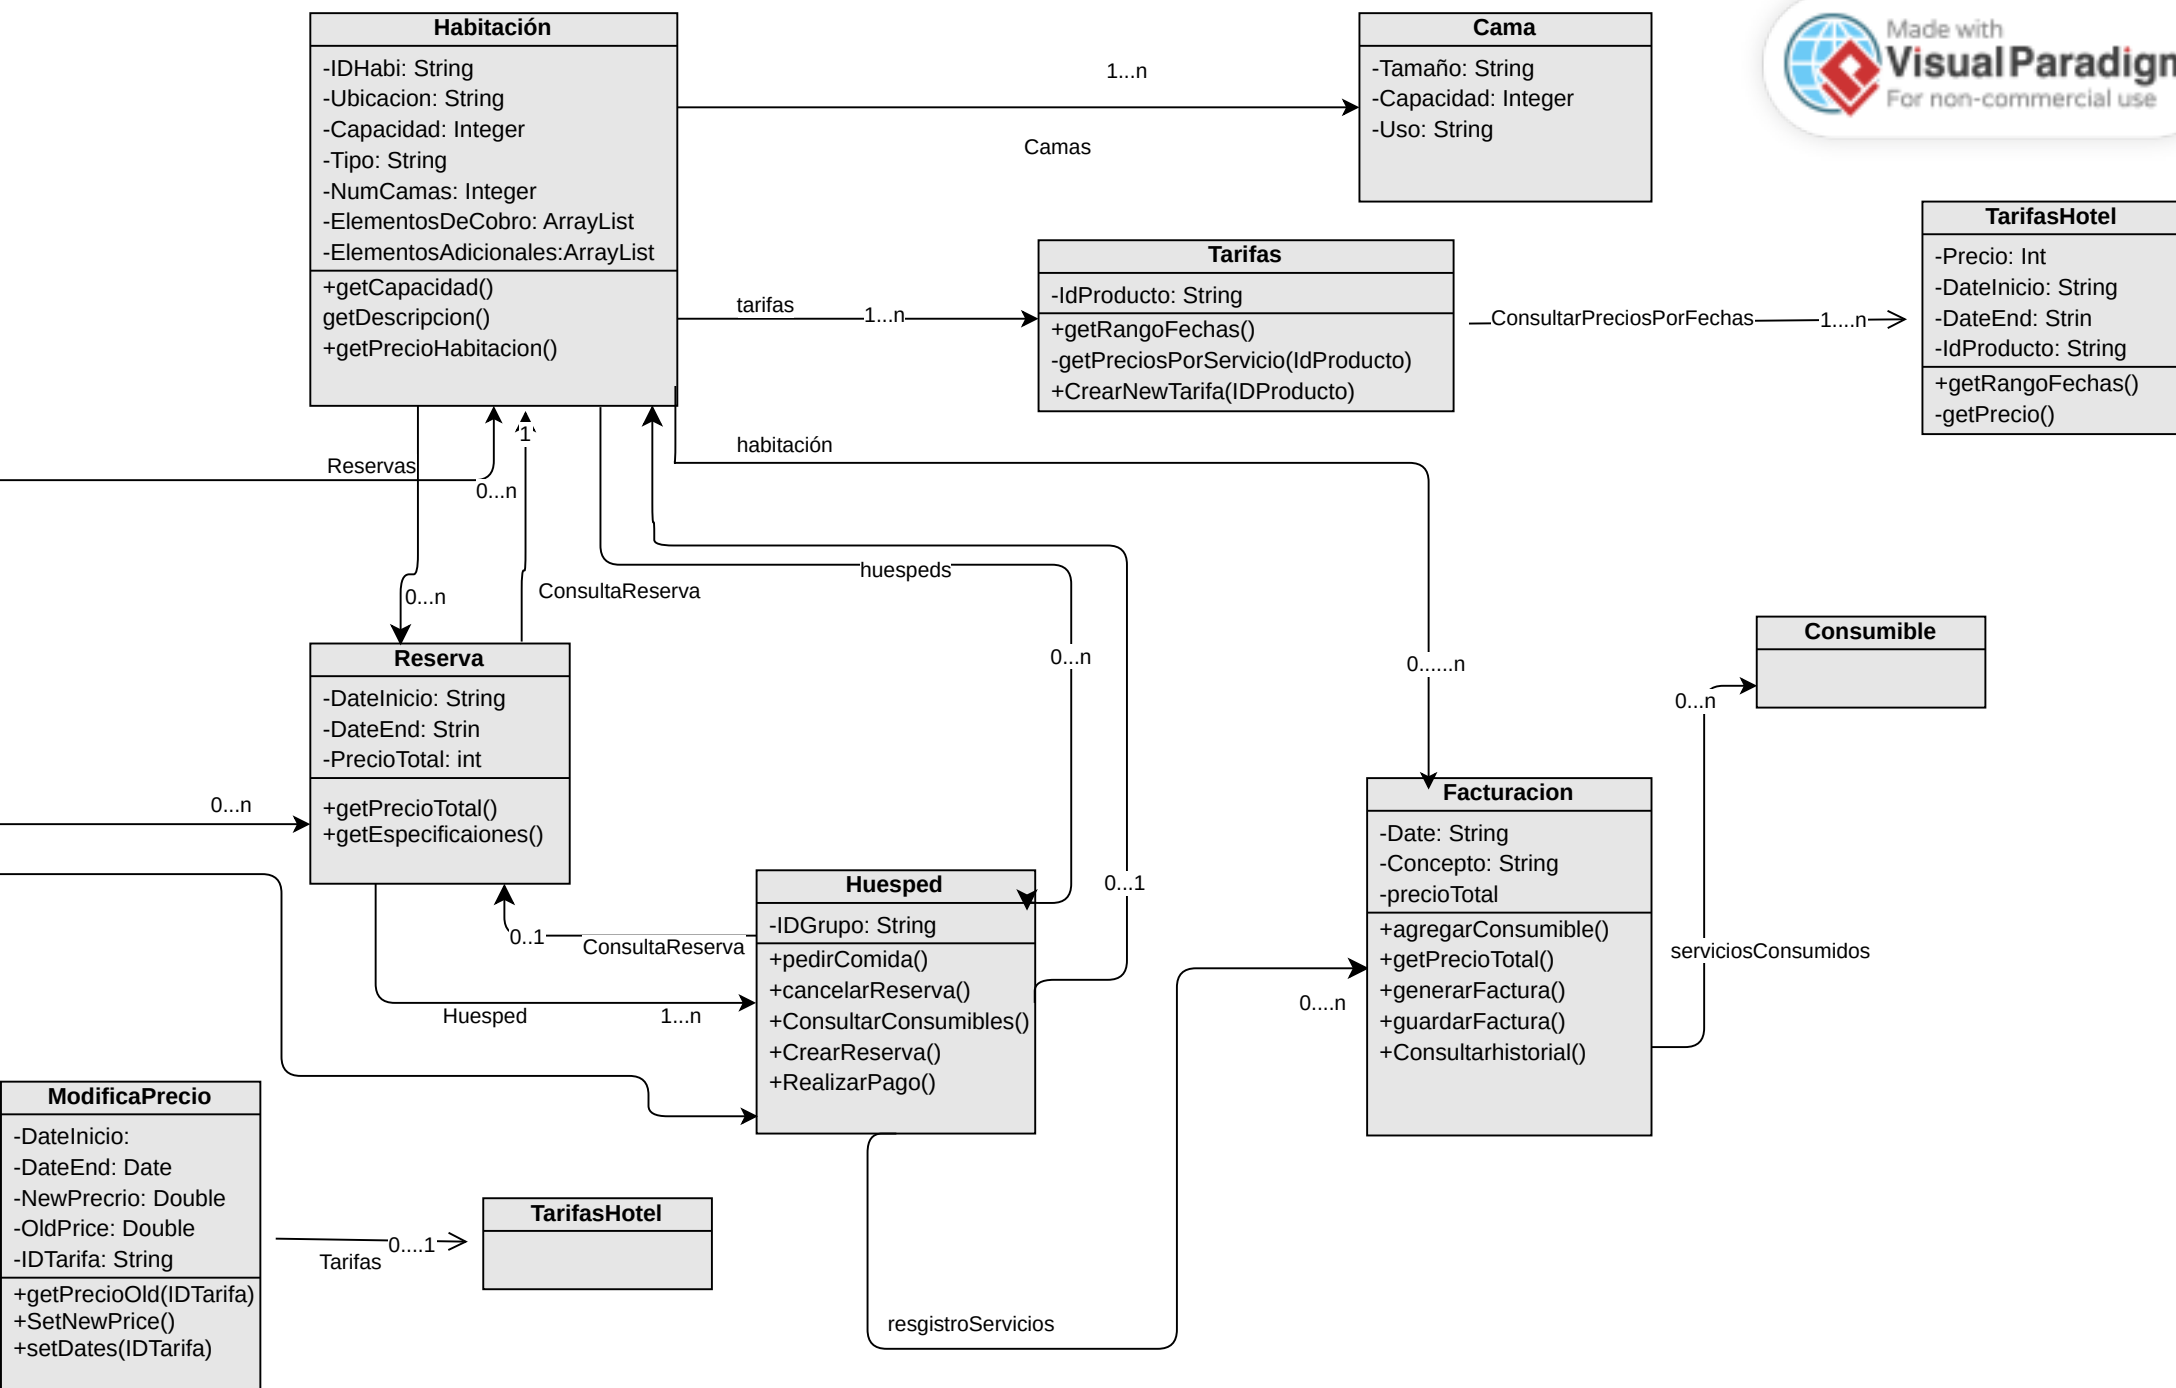 Habitación
-IDHabi: String
-Ubicacion: String
-Capacidad: Integer
-Tipo: String
-NumCamas: Integer
-ElementosDeCobro: ArrayList
-ElementosAdicionales:ArrayList
+getCapacidad()
getDescripcion()
+getPrecioHabitacion()
1...n
Camas
Cama
-Tamaño: String
-Capacidad: Integer
-Uso: String
Made with
Visual Paradigm
For non-commercial use
tarifas
1...n
Tarifas
-IdProducto: String
+getRangoFechas()
-getPreciosPorServicio(IdProducto)
+CrearNewTarifa(IDProducto)
ConsultarPreciosPorFechas
1....n
TarifasHotel
-Precio: Int
-DateInicio: String
-DateEnd: Strin
-IdProducto: String
+getRangoFechas()
-getPrecio()
1
habitación
Reservas
0...n
huespeds
0...n
ConsultaReserva
0...n
0......n
Consumible
Reserva
-DateInicio: String
-DateEnd: Strin
-PrecioTotal: int
+getPrecioTotal()
+getEspecificaiones()
0...n
0...n
Facturacion
-Date: String
-Concepto: String
-precioTotal
+agregarConsumible()
+getPrecioTotal()
+generarFactura()
+guardarFactura()
+Consultarhistorial()
0...1
serviciosConsumidos
Huesped
-IDGrupo: String
+pedirComida()
+cancelarReserva()
+ConsultarConsumibles()
+CrearReserva()
+RealizarPago()
0..1
ConsultaReserva
Huesped
1...n
0....n
ModificaPrecio
-DateInicio:
-DateEnd: Date
-NewPrecrio: Double
-OldPrice: Double
-IDTarifa: String
+getPrecioOld(IDTarifa)
+SetNewPrice()
+setDates(IDTarifa)
0....1
Tarifas
TarifasHotel
resgistroServicios